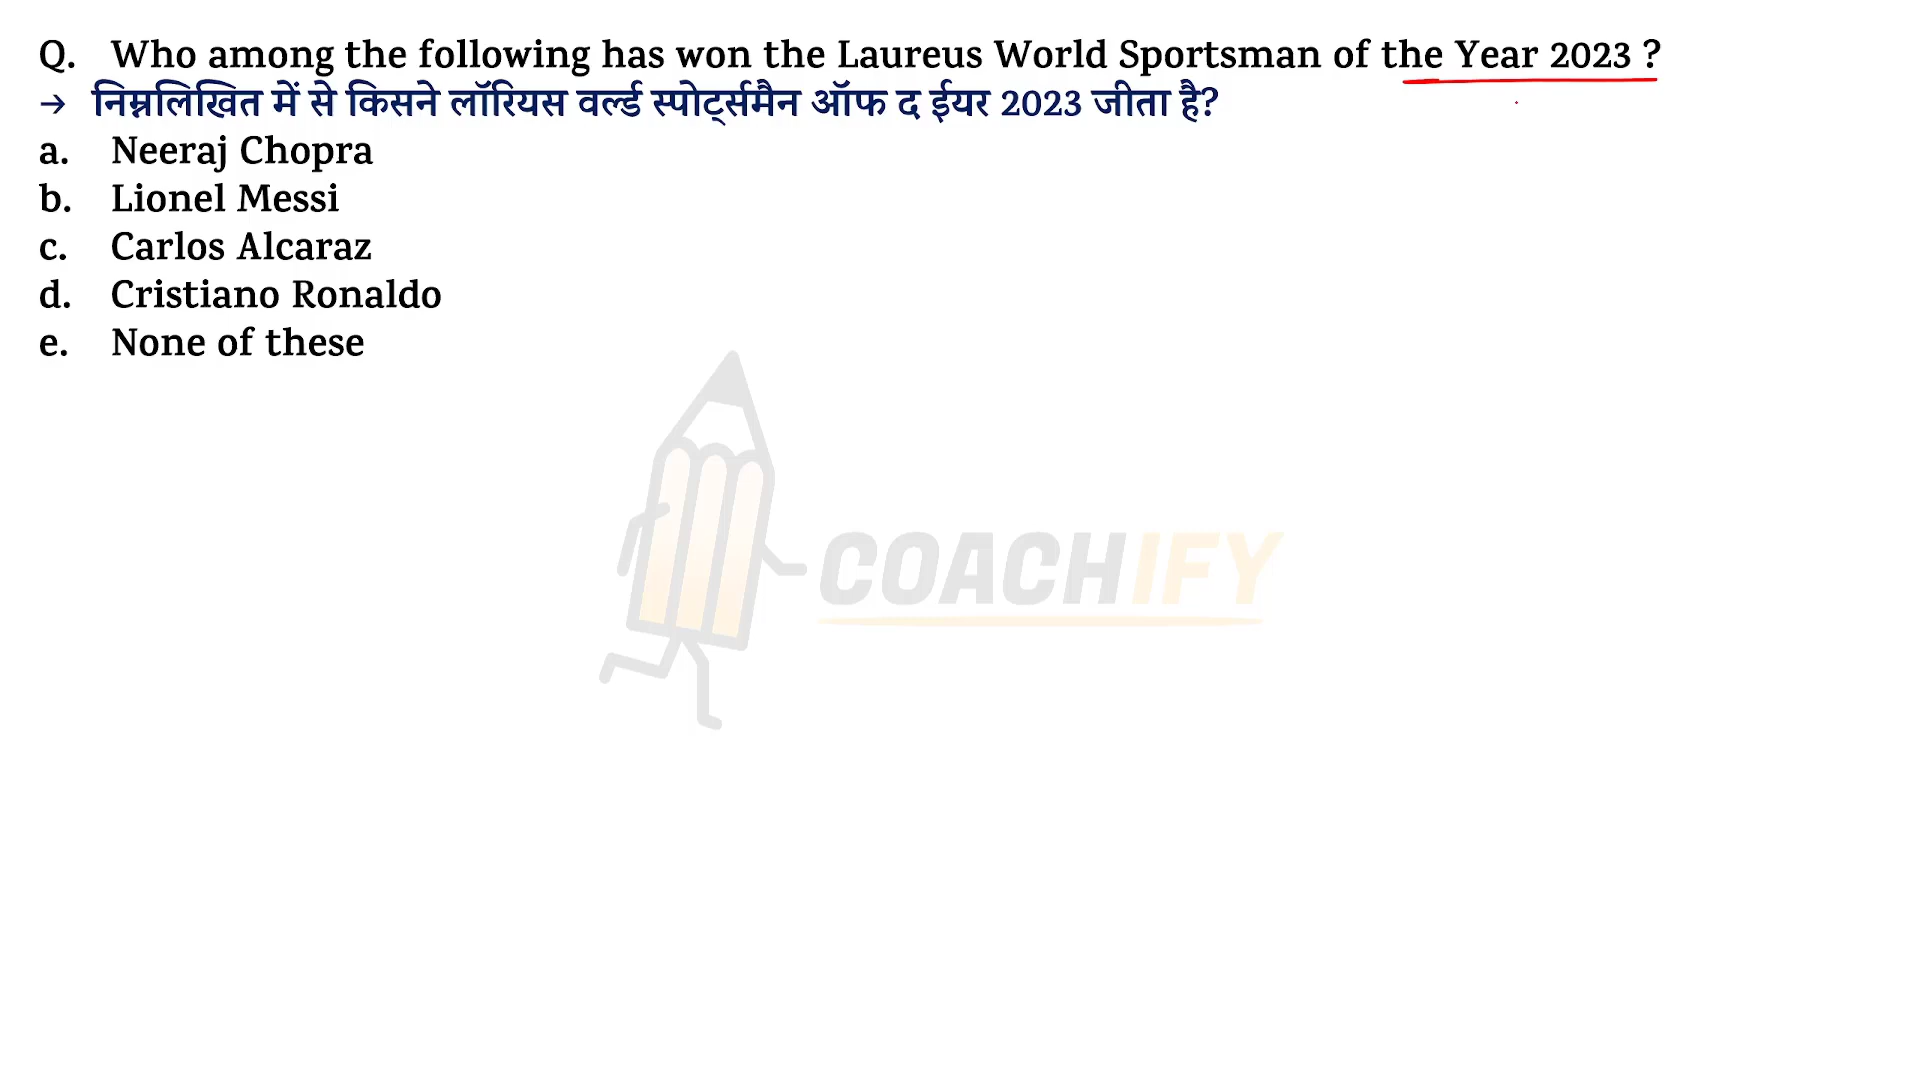 Q. Who among the following has won the Laureus World Sportsman of the Year 2023 ?
→ निम्नलिखित में से किसने लॉरियस वर्ल्ड स्पोर्ट्समैन ऑफ द ईयर 2023 जीता है?
a. Neeraj Chopra
b. Lionel Messi
c. Carlos Alcaraz
d. Cristiano Ronaldo
e. None of these
COACHIFY